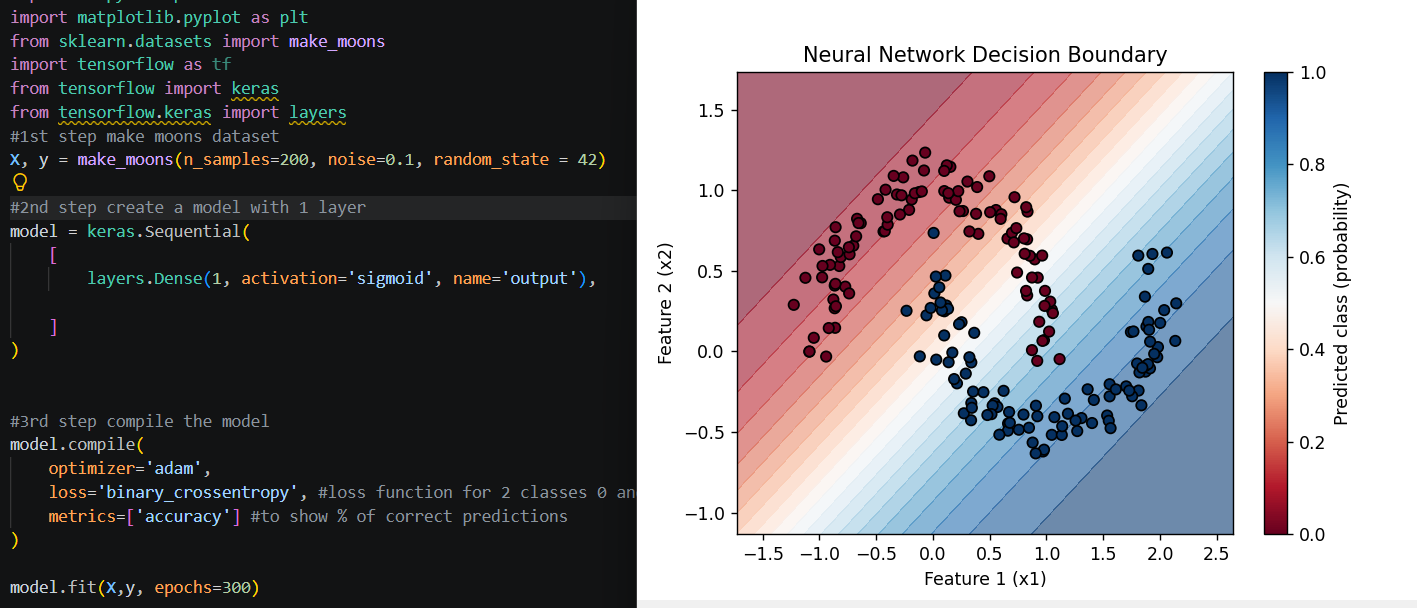 import matplotlib.pyplot as plt
from sklearn.datasets import make_moons
import tensorflow as tf
from tensorflow import keras
from tensorflow.keras import layers
#1st step make moons dataset
X, y = make_moons(n_samples=200, noise=0.1, random_state = 42)
#2nd step create a model with 1 layer
model = keras.Sequential(
[
layers.Dense(1, activation='sigmoid', name='output'),
]
)
#3rd step compile the model
model.compile(
optimizer='adam',
loss='binary_crossentropy', #loss function for 2 classes 0
metrics=['accuracy'] #to show % of correct predictions
)
model.fit(X,y, epochs=300)
Neural Network Decision Boundary
Feature 2 (x2)
1.5
1.0
0.5
0.0
−0.5
−1.0
−1.5 −1.0 −0.5 0.0 0.5 1.0 1.5 2.0 2.5
Feature 1 (x1)
1.0
0.8
0.6
0.4
0.2
0.0
Predicted class (probability)